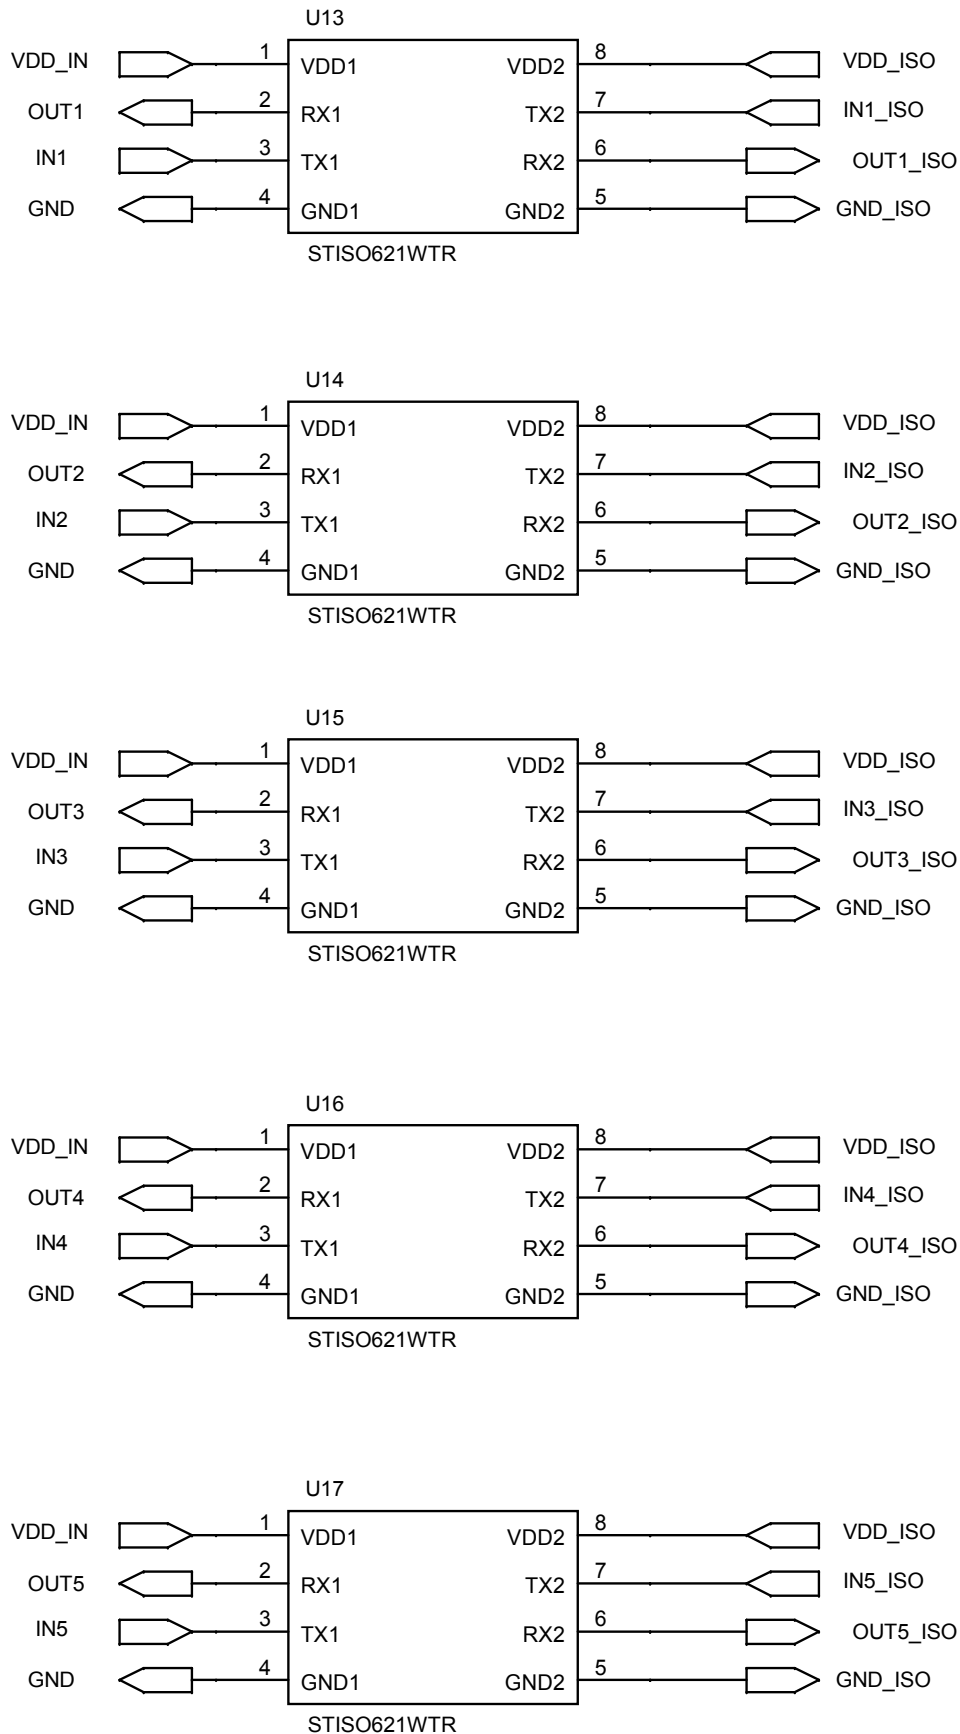 U13
VDD_IN 1 VDD1 VDD2 8 VDD_ISO
OUT1 2 RX1 TX2 7 IN1_ISO
IN1 3 TX1 RX2 6 OUT1_ISO
GND 4 GND1 GND2 5 GND_ISO
STISO621WTR
U14
VDD_IN 1 VDD1 VDD2 8 VDD_ISO
OUT2 2 RX1 TX2 7 IN2_ISO
IN2 3 TX1 RX2 6 OUT2_ISO
GND 4 GND1 GND2 5 GND_ISO
STISO621WTR
U15
VDD_IN 1 VDD1 VDD2 8 VDD_ISO
OUT3 2 RX1 TX2 7 IN3_ISO
IN3 3 TX1 RX2 6 OUT3_ISO
GND 4 GND1 GND2 5 GND_ISO
STISO621WTR
U16
VDD_IN 1 VDD1 VDD2 8 VDD_ISO
OUT4 2 RX1 TX2 7 IN4_ISO
IN4 3 TX1 RX2 6 OUT4_ISO
GND 4 GND1 GND2 5 GND_ISO
STISO621WTR
U17
VDD_IN 1 VDD1 VDD2 8 VDD_ISO
OUT5 2 RX1 TX2 7 IN5_ISO
IN5 3 TX1 RX2 6 OUT5_ISO
GND 4 GND1 GND2 5 GND_ISO
STISO621WTR